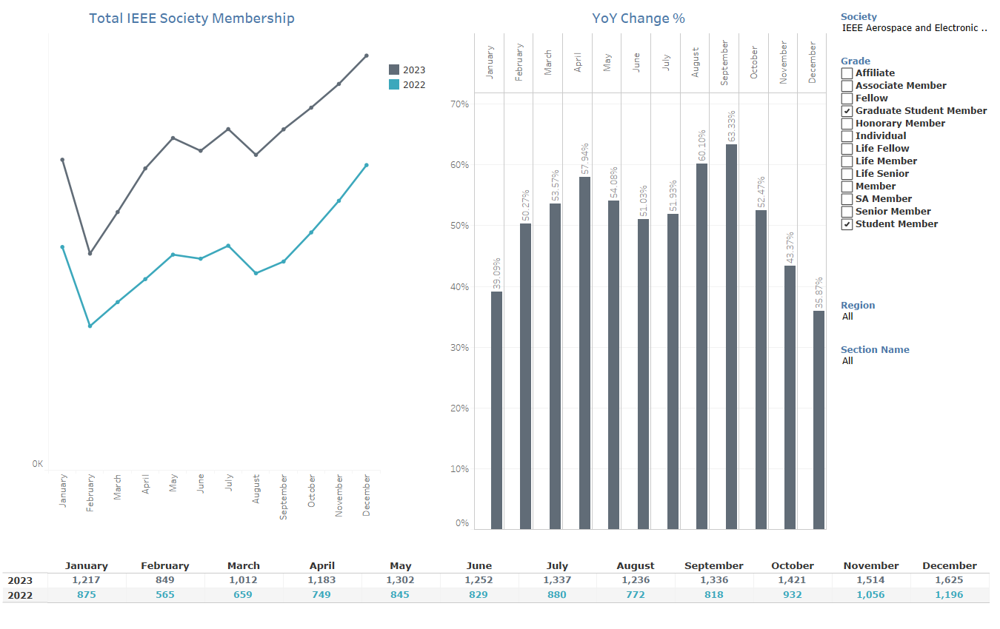 Total IEEE Society Membership
2023
2022
0K
January
February
March
April
May
June
July
August
September
October
November
December
YoY Change %
January
February
March
April
May
June
July
August
September
October
November
December
70%
60%
50%
40%
30%
20%
10%
0%
39.09%
50.27%
53.57%
57.94%
54.08%
51.03%
51.93%
60.10%
63.33%
52.47%
43.37%
35.87%
Society
IEEE Aerospace and Electronic ..
Grade
Affiliate
Associate Member
Fellow
Graduate Student Member
Honorary Member
Individual
Life Fellow
Life Member
Life Senior
Member
SA Member
Senior Member
Student Member
Region
All
Section Name
All
January February March April May June July August September October November December
2023 1,217 849 1,012 1,183 1,302 1,252 1,337 1,236 1,336 1,421 1,514 1,625
2022 875 565 659 749 845 829 880 772 818 932 1,056 1,196